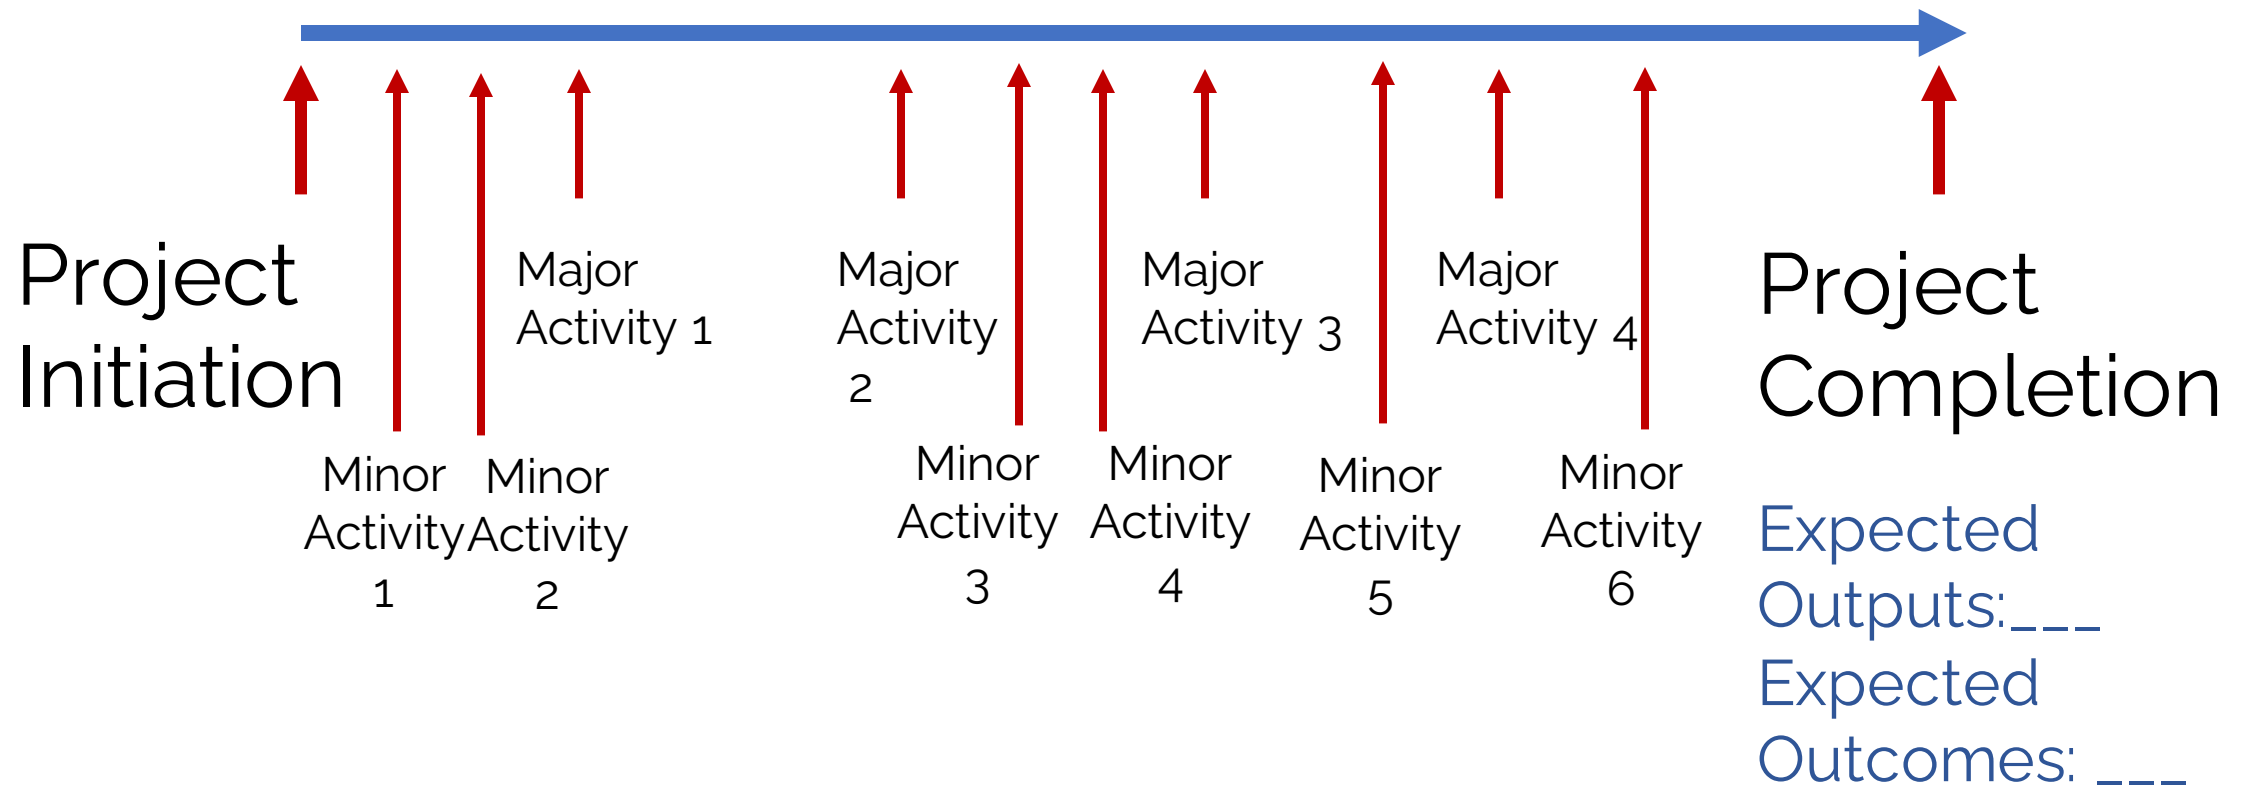 Project
Initiation
Major
Activity 1
Major
Activity
2
Major
Activity 3
Major
Activity 4
Project
Completion
Minor
Activity
1
Minor
Activity
2
Minor
Activity
3
Minor
Activity
4
Minor
Activity
5
Minor
Activity
6
Expected
Outputs:___
Expected
Outcomes: ___